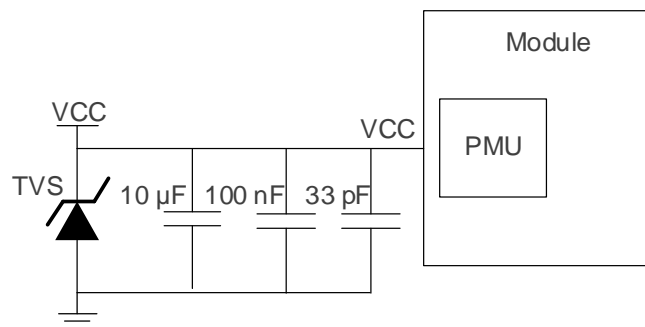 Module
VCC
VCC
PMU
TVS
10 µF
100 nF
33 pF